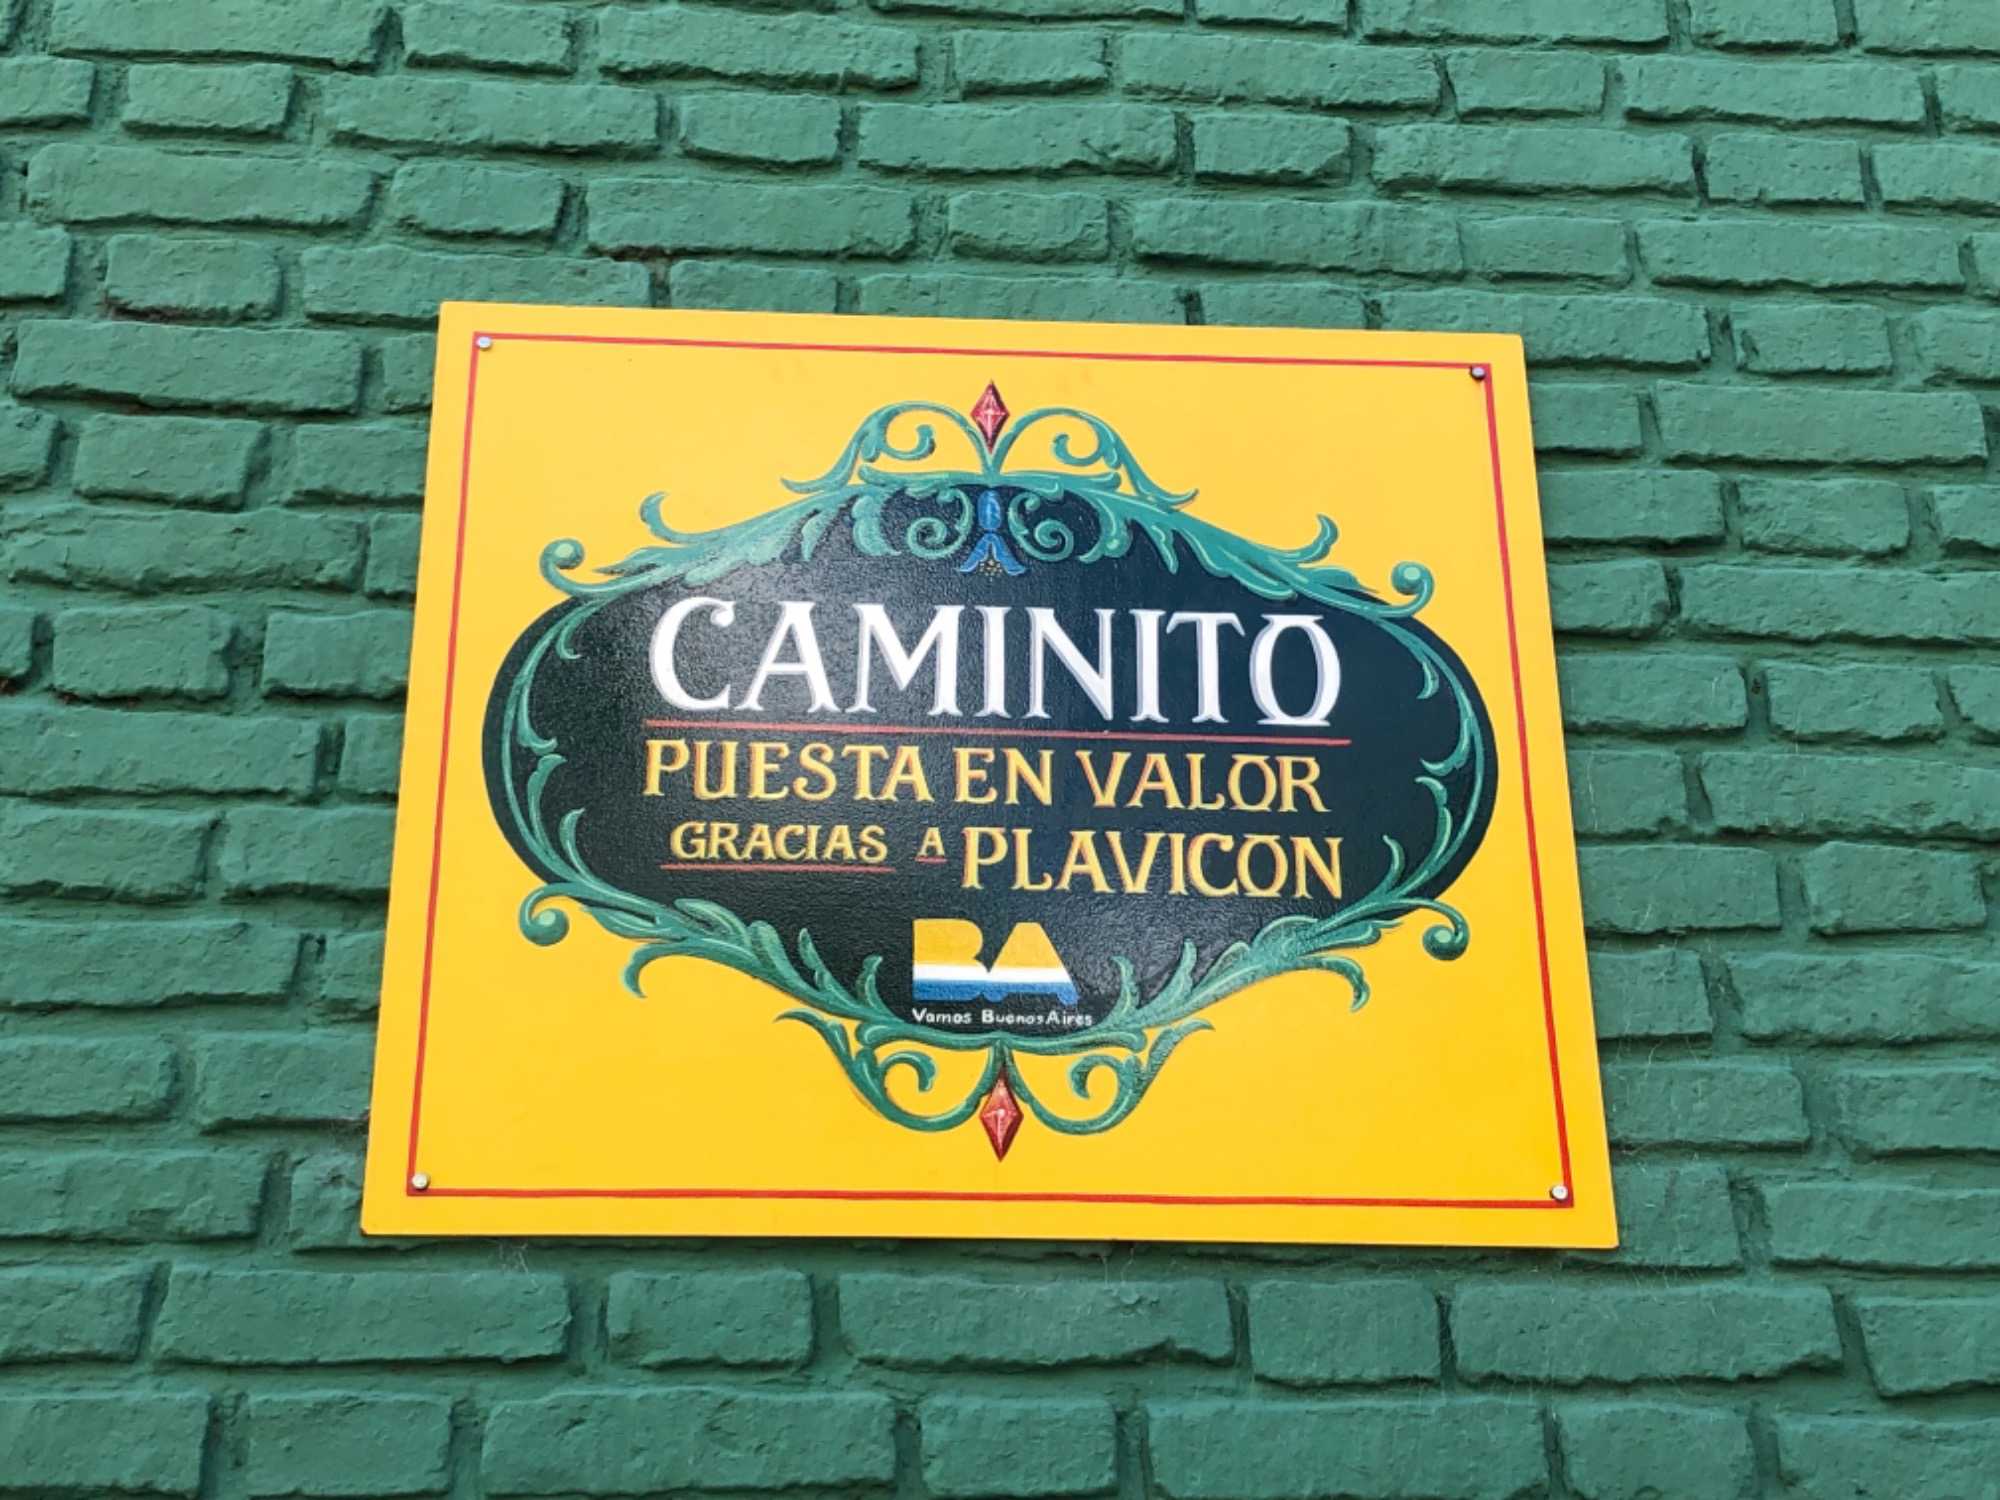 CAMINITO
PUESTA EN VALOR
GRACIAS A PLAVICON
BA
Vamos Buenos Aires